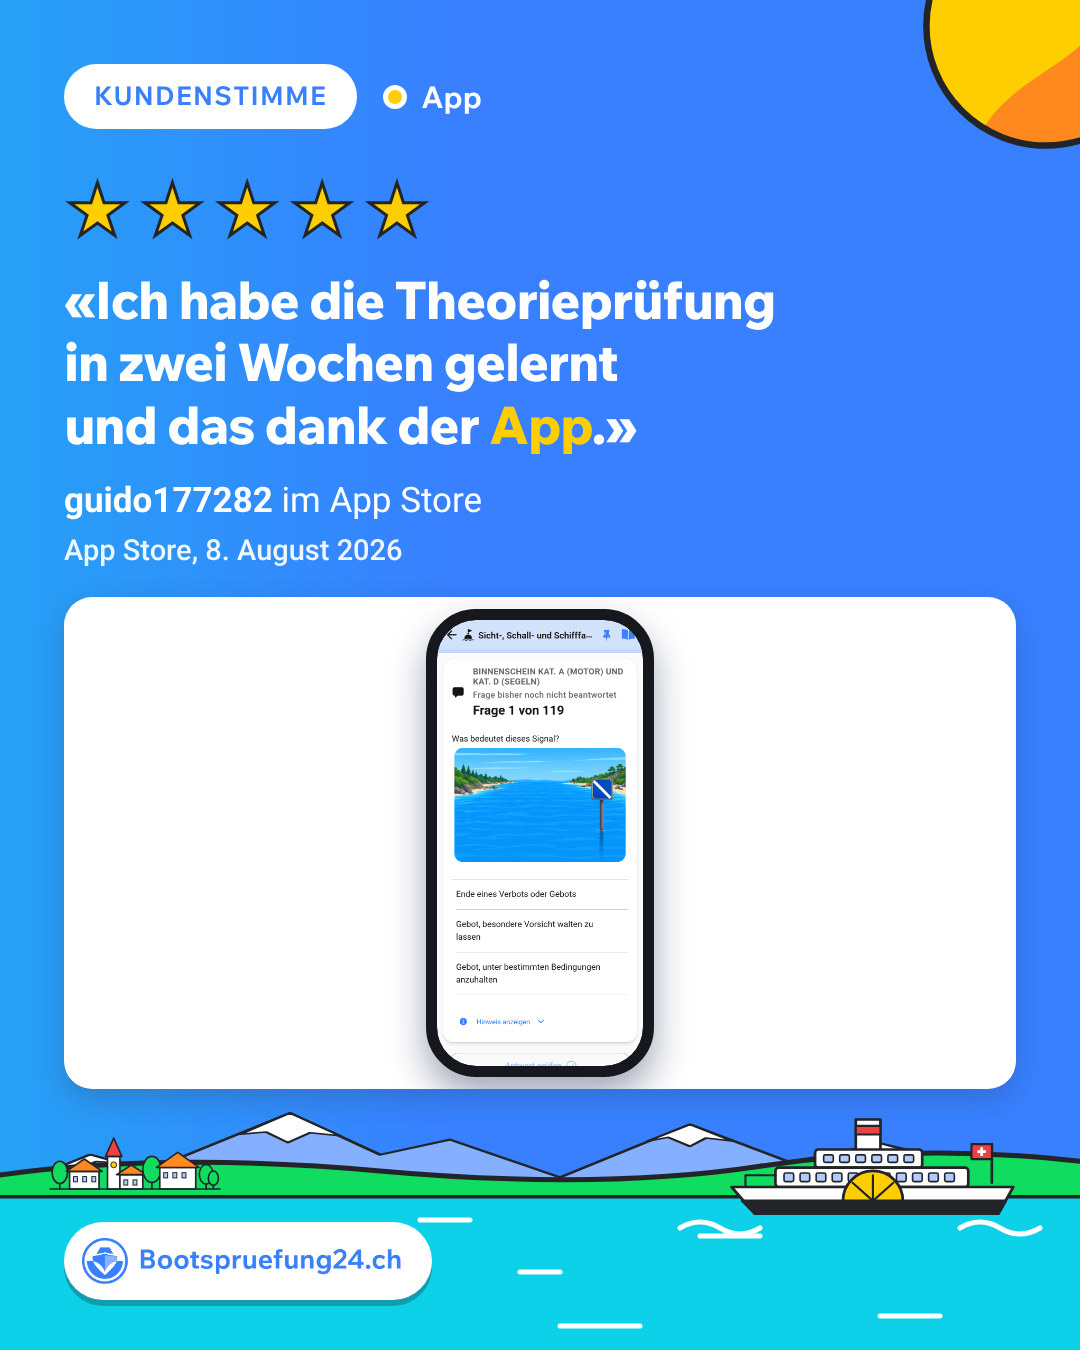 KUNDENSTIMME
App
«Ich habe die Theorieprüfung
in zwei Wochen gelernt
und das dank der App.»
guido177282 im App Store
App Store, 8. August 2026
Sicht-, Schall- und Schifffa...
BINNENSCHEIN KAT. A (MOTOR) UND
KAT. D (SEGELN)
Frage bisher noch nicht beantwortet
Frage 1 von 119
Was bedeutet dieses Signal?
Ende eines Verbots oder Gebots
Gebot, besondere Vorsicht walten zu
lassen
Gebot, unter bestimmten Bedingungen
anzuhalten
Hinweis anzeigen
Bootspruefung24.ch